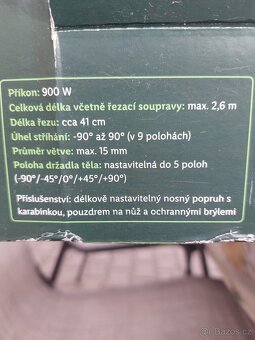 Příkon: 900 W
Celková délka včetně řezací soupravy: max. 2,6 m
Délka řezu: cca 41 cm
Úhel stříhání: -90° až 90° (v 9 polohách)
Průměr větve: max. 15 mm
Poloha držadla těla: nastavitelná do 5 poloh
(-90°/-45°/0°/+45°/+90°)
Příslušenství: délkově nastavitelný nosný popruh s
karabinkou, pouzdrem na nůž a ochrannými brýlemi
Bazoš.cz